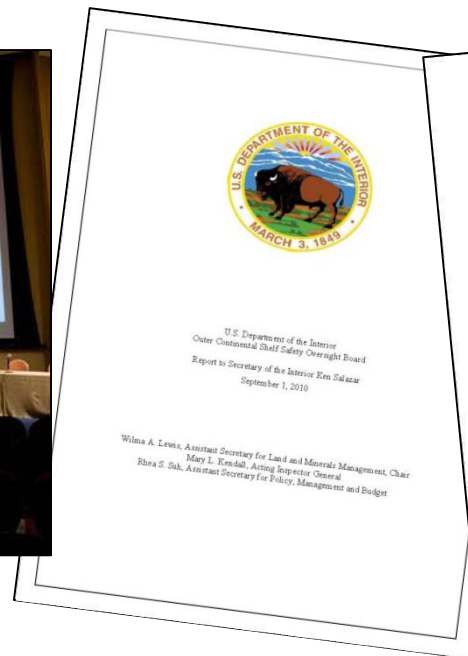 U.S. DEPARTMENT OF THE INTERIOR
MARCH 3, 1849
U.S. Department of the Interior
Outer Continental Shelf Safety Oversight Board
Report to Secretary of the Interior Ken Salazar
September 1, 2010
Wilma A. Lewis, Assistant Secretary for Land and Minerals Management, Chair
Mary L. Kendall, Acting Inspector General
Rhea S. Suh, Assistant Secretary for Policy, Management and Budget